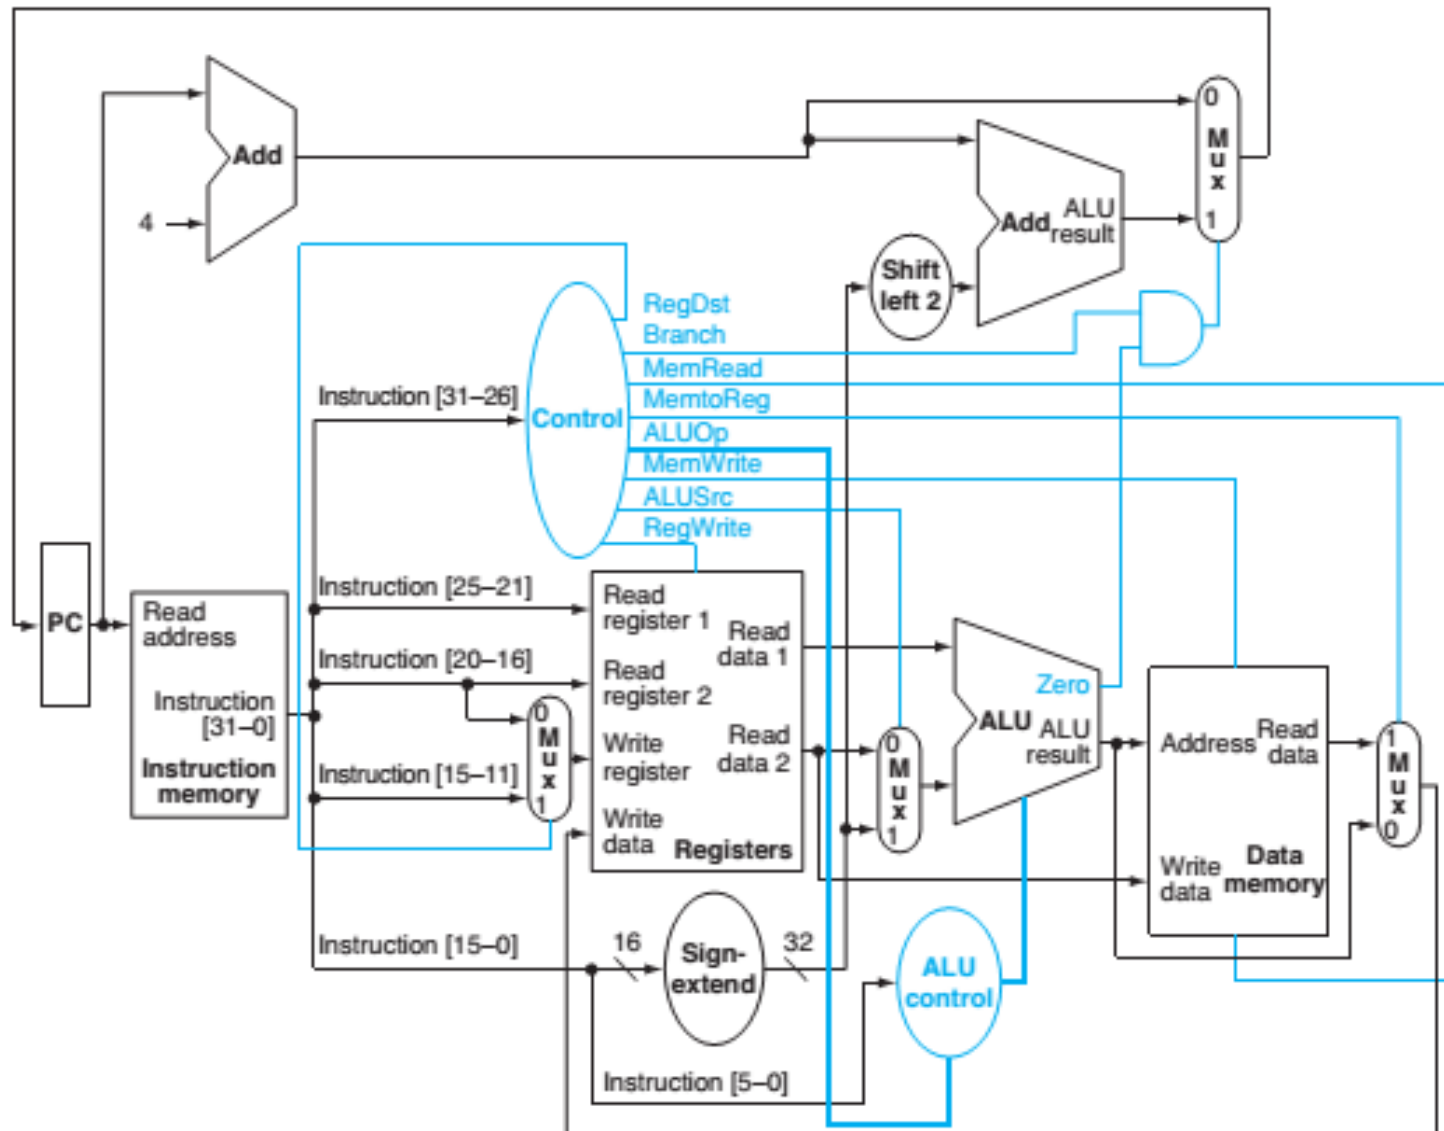 Add
4
0
Mux
1
Add
ALU
result
Shift
left 2
RegDst
Branch
MemRead
MemtoReg
ALUOp
MemWrite
ALUSrc
RegWrite
Control
Instruction [31–26]
Instruction [25–21]
Instruction [20–16]
Instruction [15–11]
Instruction [15–0]
Instruction [5–0]
PC
Read
address
Instruction
[31–0]
Instruction
memory
0
Mux
1
Read
register 1
Read
register 2
Write
register
Write
data
Read
data 1
Read
data 2
Registers
16
Sign-
extend
32
0
Mux
1
Zero
ALU
ALU
result
ALU
control
Address
Read
data
Write
data
Data
memory
1
Mux
0